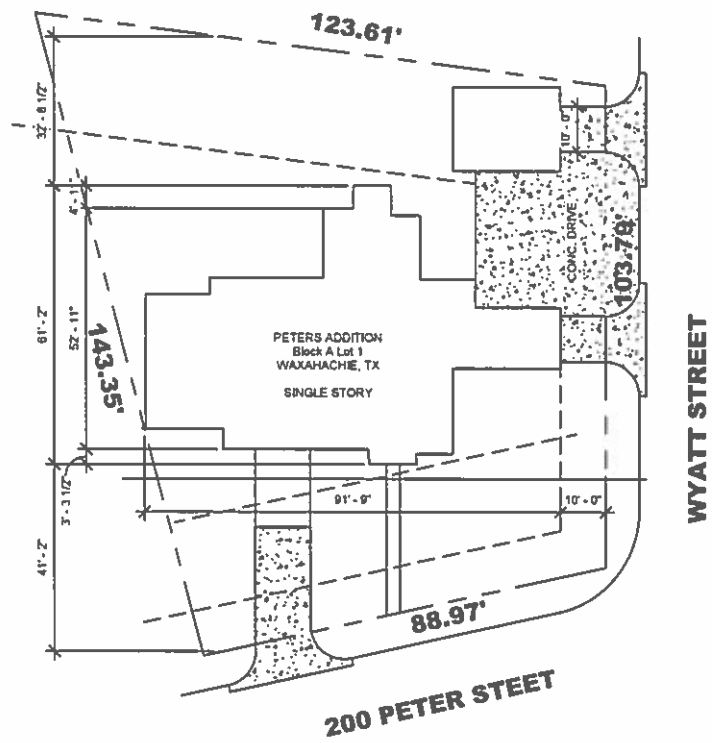 123.61'
32' - 8 1/2"
10' - 0"
4' - 1"
CONC. DRIVE
103.79'
61' - 2"
52' - 11"
143.35'
PETERS ADDITION
Block A Lot 1
WAXAHACHIE, TX
SINGLE STORY
WYATT STREET
3' - 3 1/2"
91' - 9"
10' - 0"
41' - 2"
88.97'
200 PETER STEET